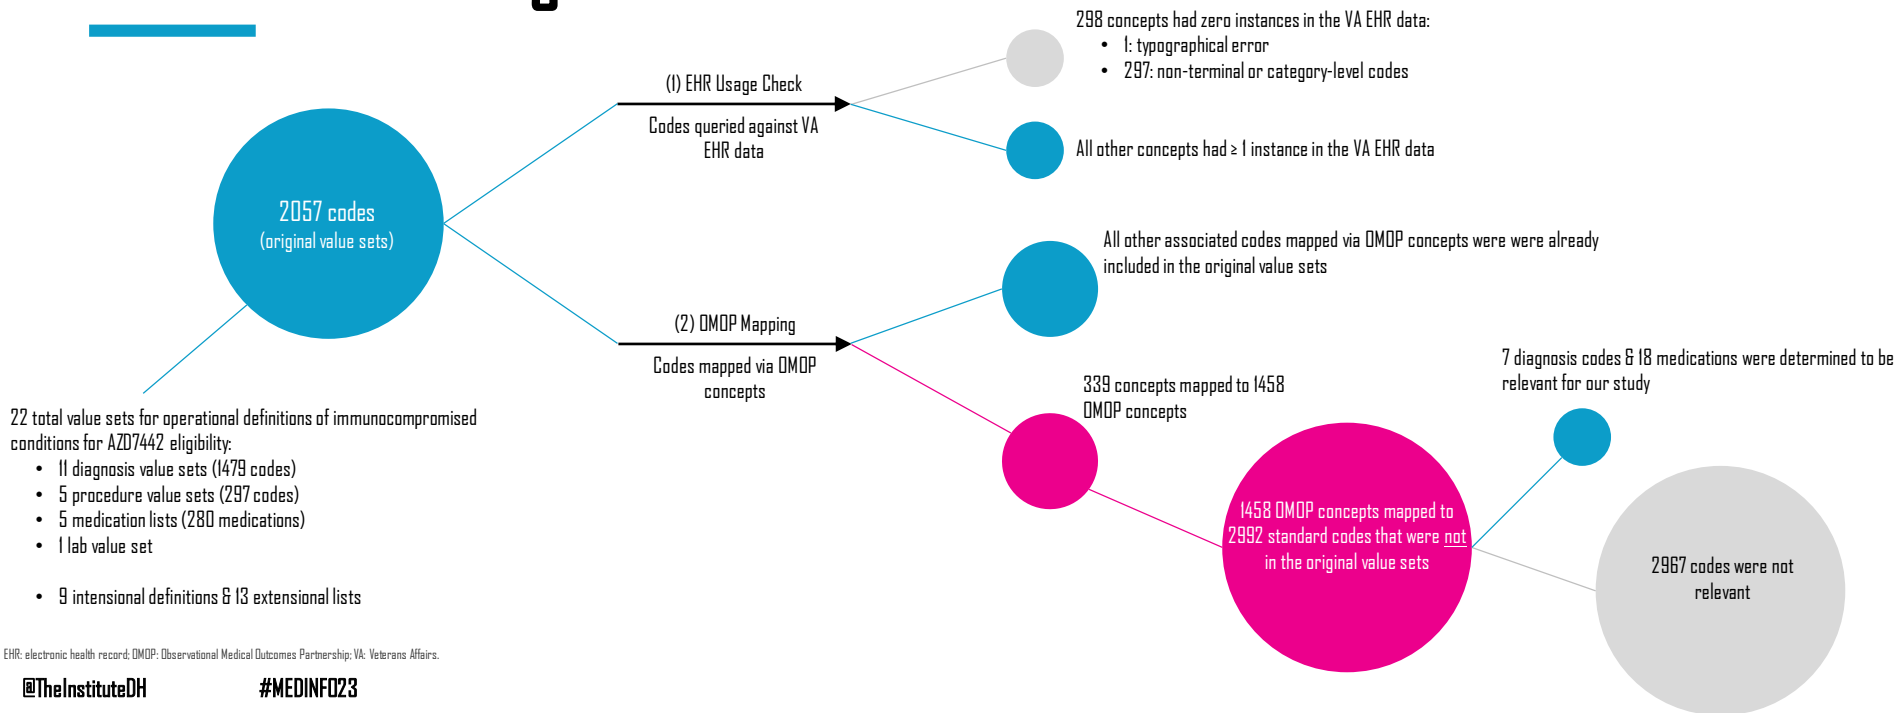 298 concepts had zero instances in the VA EHR data:
• 1: typographical error
• 297: non-terminal or category-level codes
(1) EHR Usage Check
Codes queried against VA
EHR data
All other concepts had ≥ 1 instance in the VA EHR data
2057 codes
(original value sets)
All other associated codes mapped via OMOP concepts were were already
included in the original value sets
(2) OMOP Mapping
Codes mapped via OMOP
concepts
339 concepts mapped to 1458
OMOP concepts
7 diagnosis codes & 18 medications were determined to be
relevant for our study
1458 OMOP concepts mapped to
2992 standard codes that were not
in the original value sets
2967 codes were not
relevant
22 total value sets for operational definitions of immunocompromised
conditions for AZD7442 eligibility:
• 11 diagnosis value sets (1479 codes)
• 5 procedure value sets (297 codes)
• 5 medication lists (280 medications)
• 1 lab value set
• 9 intensional definitions & 13 extensional lists
EHR: electronic health record; OMOP: Observational Medical Outcomes Partnership; VA: Veterans Affairs.
@TheInstituteDH
#MEDINFO23